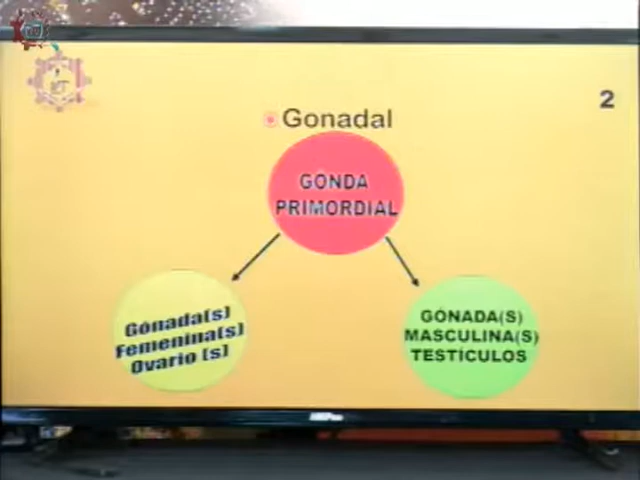 2
Gonadal
GONDA
PRIMORDIAL
Gónada(s)
Femenina(s)
Ovario (s)
GÓNADA(S)
MASCULINA(S)
TESTÍCULOS